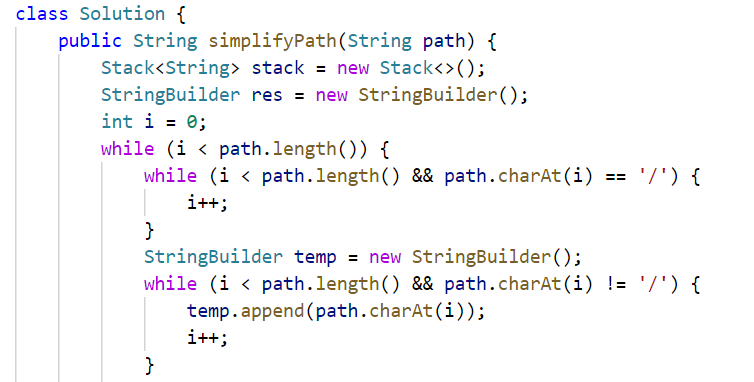 class Solution {
    public String simplifyPath(String path) {
        Stack<String> stack = new Stack<>();
        StringBuilder res = new StringBuilder();
        int i = 0;
        while (i < path.length()) {
            while (i < path.length() && path.charAt(i) == '/') {
                i++;
            }
            StringBuilder temp = new StringBuilder();
            while (i < path.length() && path.charAt(i) != '/') {
                temp.append(path.charAt(i));
                i++;
            }